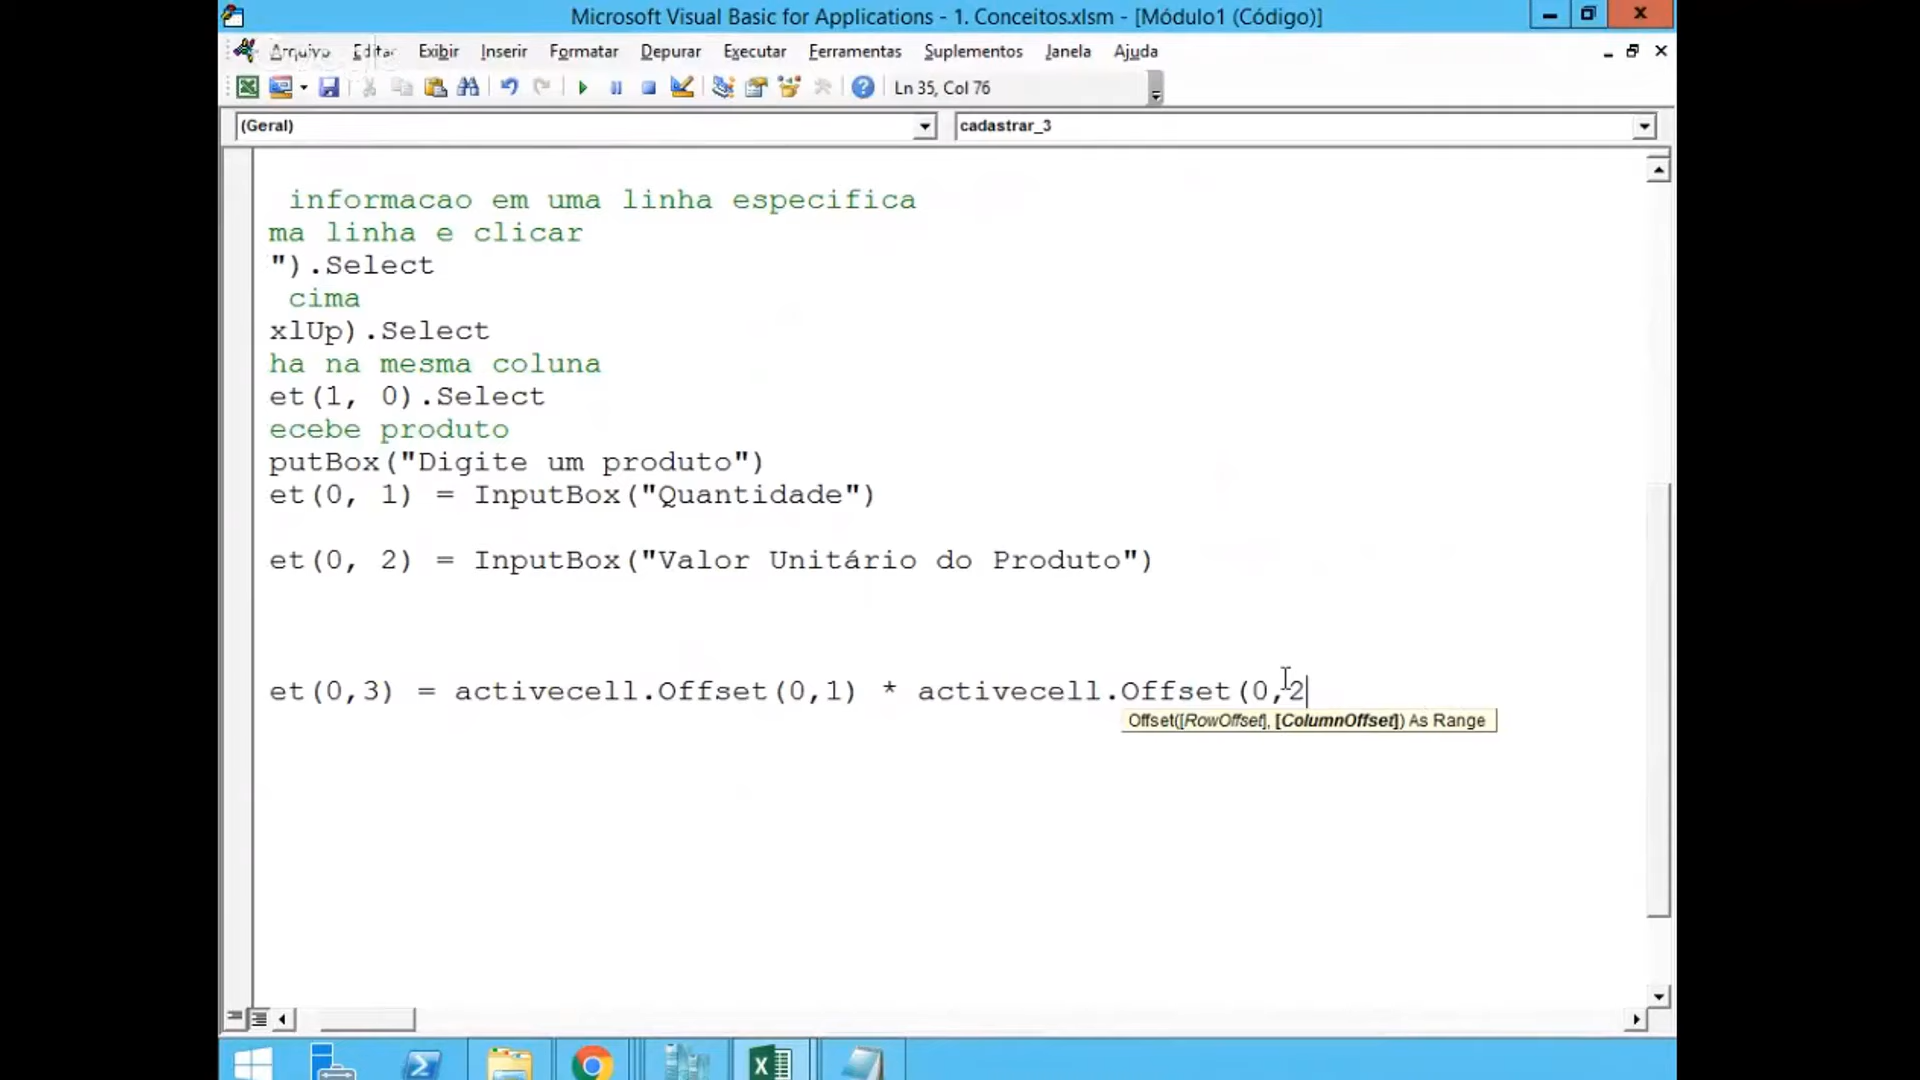 Microsoft Visual Basic for Applications - 1. Conceitos.xlsm - [Módulo1 (Código)]
Arquivo Editar Exibir Inserir Formatar Depurar Executar Ferramentas Suplementos Janela Ajuda
Ln 35, Col 76
(Geral) cadastrar_3
informacao em uma linha especifica
ma linha e clicar
").Select
cima
xlUp).Select
ha na mesma coluna
et(1, 0).Select
ecebe produto
putBox("Digite um produto")
et(0, 1) = InputBox("Quantidade")
et(0, 2) = InputBox("Valor Unitário do Produto")
et(0,3) = activecell.Offset(0,1) * activecell.Offset(0,2
Offset([RowOffset], [ColumnOffset]) As Range